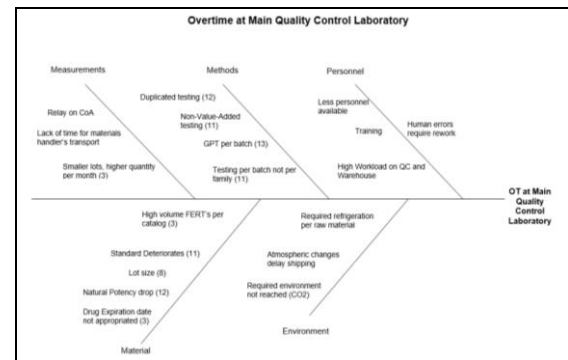 Overtime at Main Quality Control Laboratory
Measurements
Methods
Personnel
Duplicated testing (12)
Relay on CoA
Non-Value-Added
testing (11)
Less personnel
available
Lack of time for materials
handler's transport
Training
Human errors
require rework
GPT per batch (13)
Smaller lots, higher quantity
per month (3)
Testing per batch not per
family (11)
High Workload on QC and
Warehouse
OT at Main
Quality
Control
Laboratory
High volume FERT's per
catalog (3)
Required refrigeration
per raw material
Standard Deteriorates (11)
Atmospheric changes
delay shipping
Lot size (8)
Natural Potency drop (12)
Required environment
not reached (CO2)
Drug Expiration date
not appropriated (3)
Environment
Material